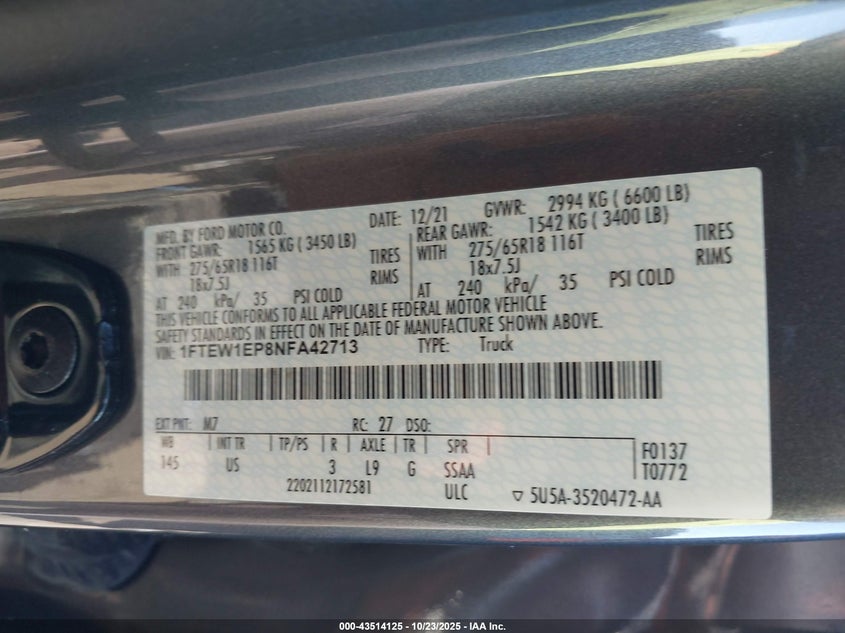 MFD. BY FORD MOTOR CO. DATE: 12/21 GVWR: 2994 KG ( 6600 LB)
FRONT GAWR: 1565 KG ( 3450 LB) REAR GAWR: 1542 KG ( 3400 LB)
WITH 275/65R18 116T TIRES WITH 275/65R18 116T TIRES
18x7.5J RIMS 18x7.5J RIMS
AT 240 kPa/ 35 PSI COLD AT 240 kPa/ 35 PSI COLD
THIS VEHICLE CONFORMS TO ALL APPLICABLE FEDERAL MOTOR VEHICLE
SAFETY STANDARDS IN EFFECT ON THE DATE OF MANUFACTURE SHOWN ABOVE.
VIN: 1FTEW1EP8NFA42713 TYPE: Truck
EXT PNT: M7 RC: 27 DSO:
WB INT TR TP/PS R AXLE TR SPR F0137
145 US 3 L9 G SSAA T0772
2202112172581 ULC ▽ 5U5A-3520472-AA
000-43514125 - 10/23/2025 - IAA Inc.